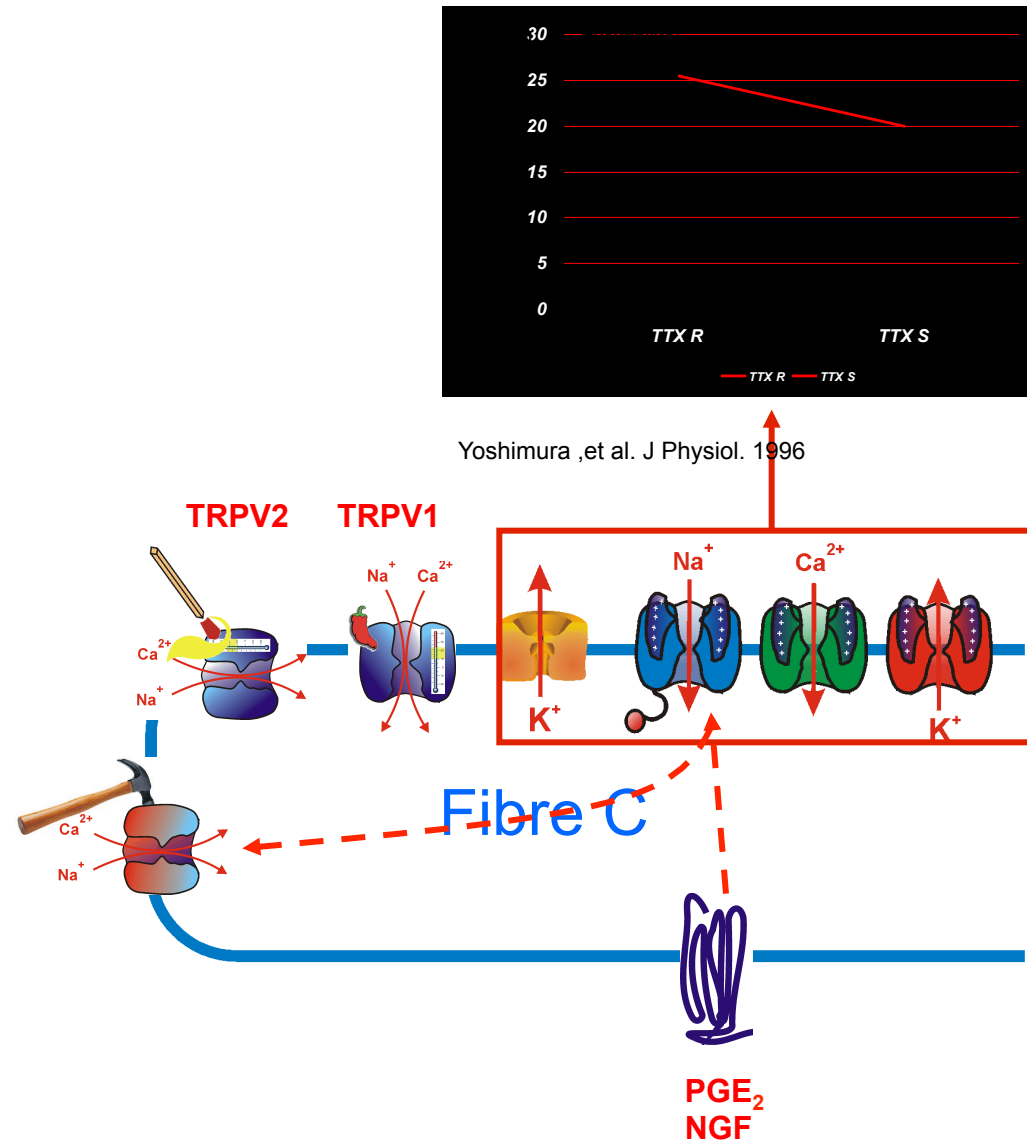 30
25
20
15
10
5
0
TTX R TTX S
TTX R TTX S
Yoshimura ,et al. J Physiol. 1996
TRPV2 TRPV1
Na+ Ca2+
Na+
Ca2+
Ca2+
Na+
K+
K+
Fibre C
Ca2+
Na+
PGE2
NGF